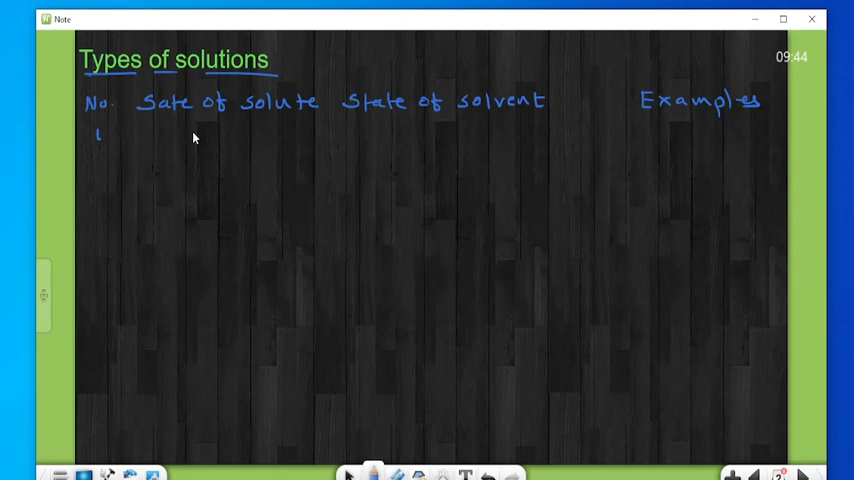 Note
Types of solutions
09:44
No. Sate of solute State of solvent Examples
1